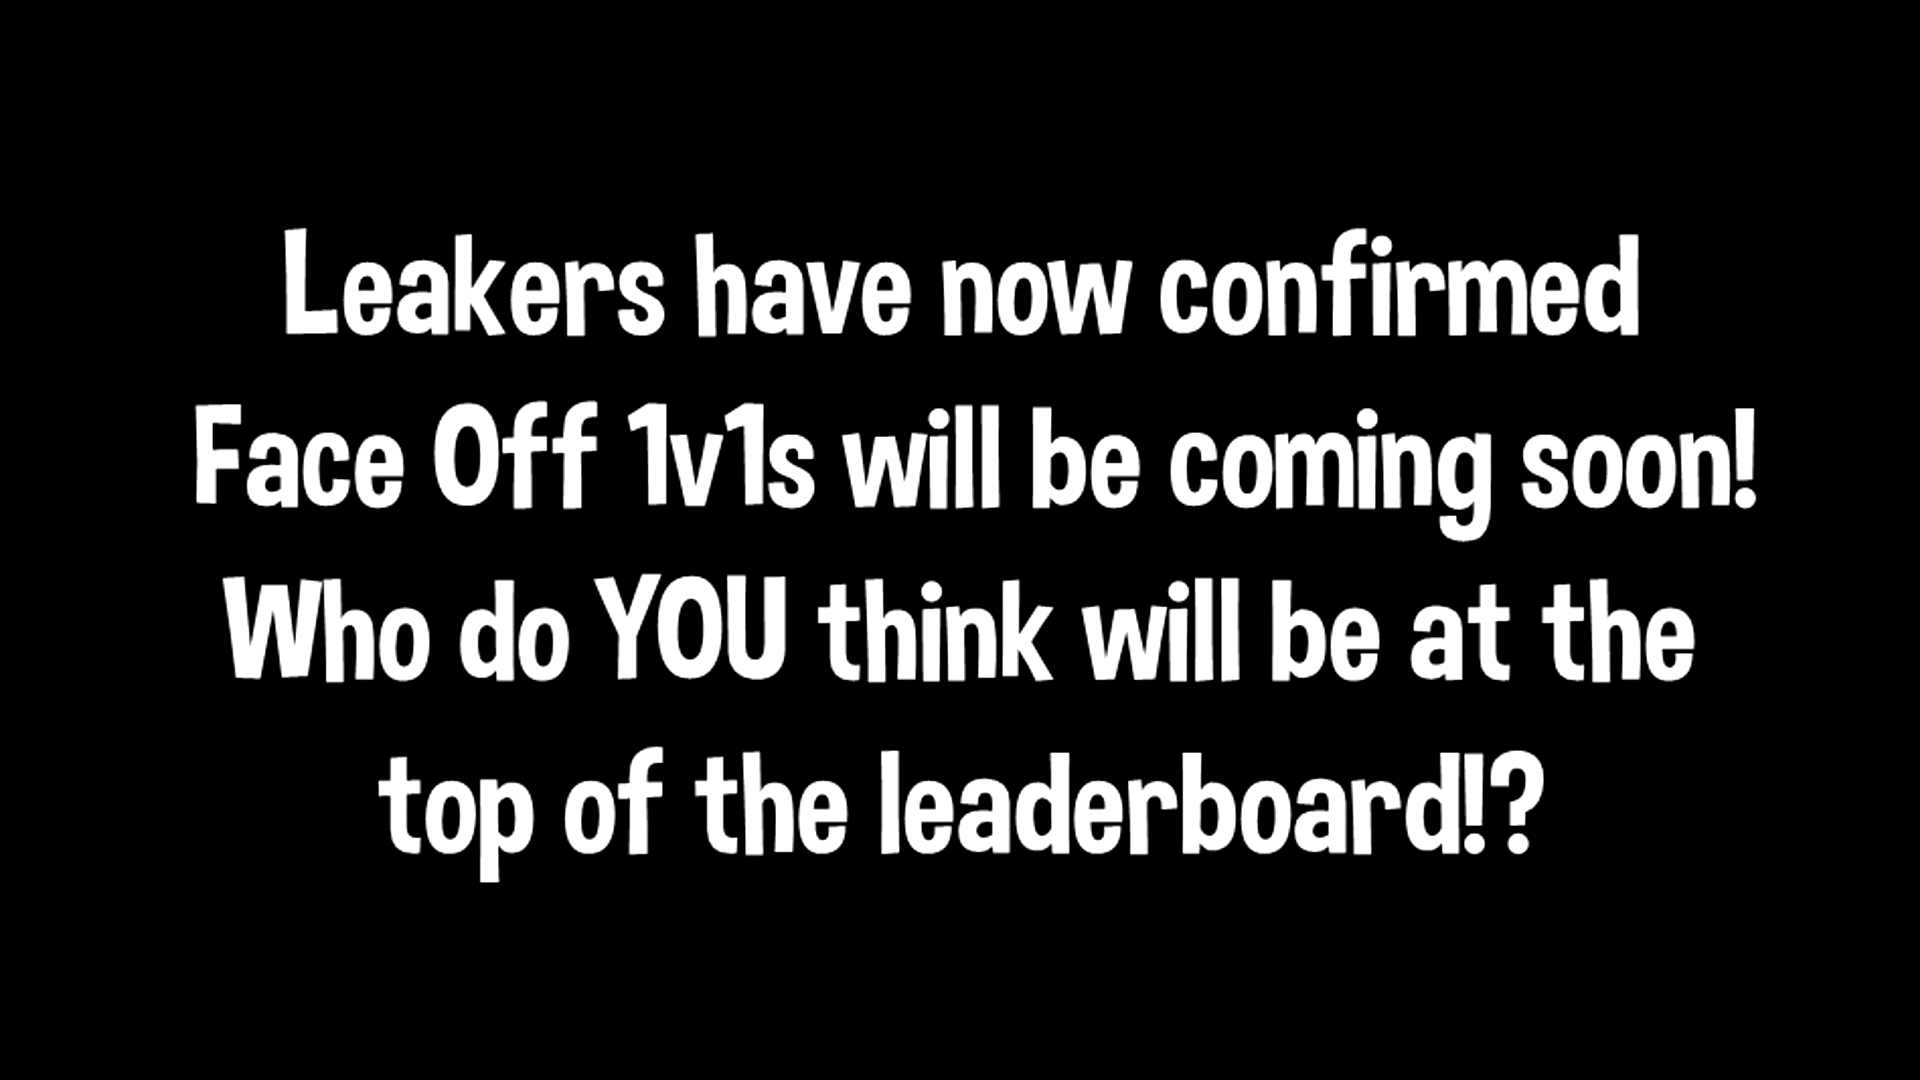 Leakers have now confirmed
Face Off 1v1s will be coming soon!
Who do YOU think will be at the
top of the leaderboard!?